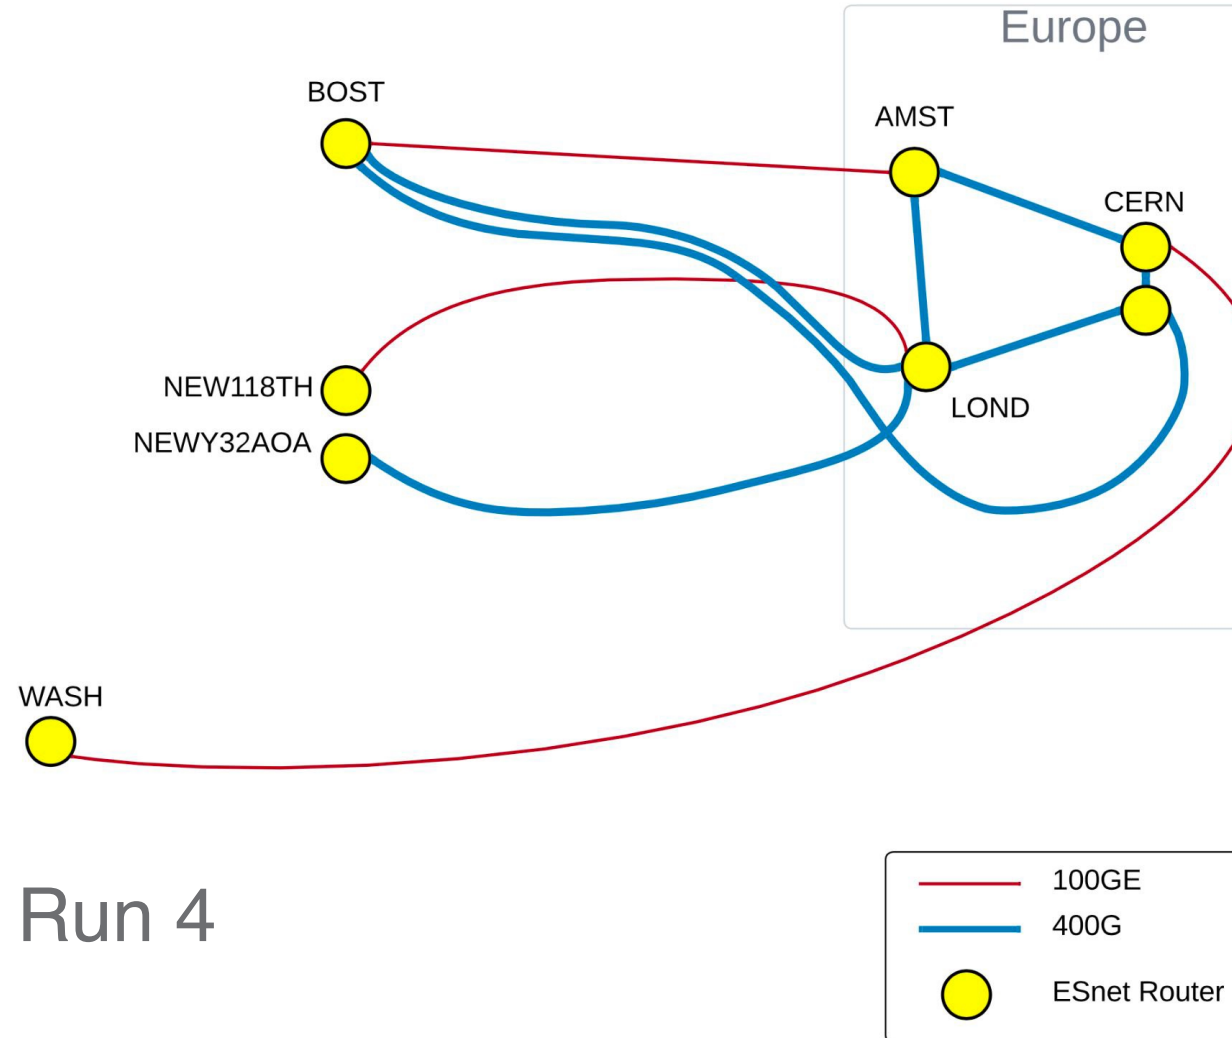 Europe
BOST
AMST
CERN
NEW118TH
LOND
NEWY32AOA
WASH
Run 4
100GE
400G
ESnet Router